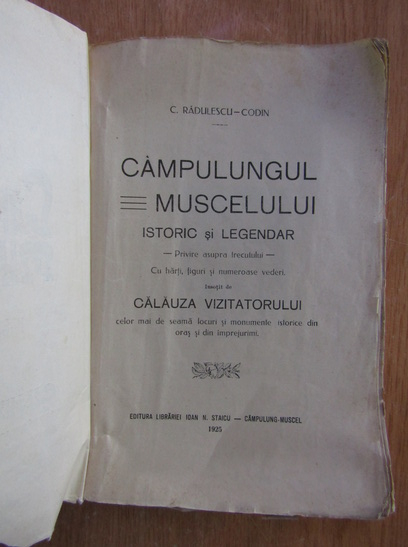 C. RĂDULESCU–CODIN
CÂMPULUNGUL
MUSCELULUI
ISTORIC și LEGENDAR
— Privire asupra trecutului —
Cu hărți, figuri și numeroase vederi.
însoțit de
CĂLĂUZA VIZITATORULUI
celor mai de seamă locuri și monumente istorice din
oraș și din împrejurimi.
EDITURA LIBRĂRIEI IOAN N. STAICU — CÂMPULUNG-MUSCEL
1925